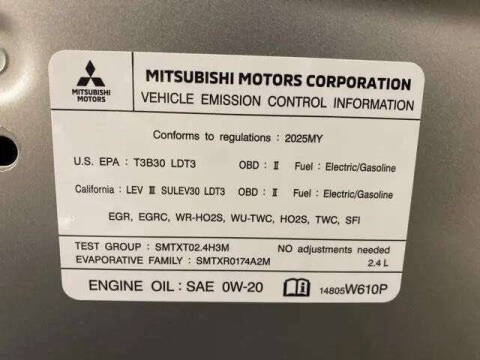 MITSUBISHI MOTORS
MITSUBISHI MOTORS CORPORATION
VEHICLE EMISSION CONTROL INFORMATION
Conforms to regulations : 2025MY
U.S. EPA : T3B30 LDT3 OBD : II Fuel : Electric/Gasoline
California : LEV III SULEV30 LDT3 OBD : II Fuel : Electric/Gasoline
EGR, EGRC, WR-HO2S, WU-TWC, HO2S, TWC, SFI
TEST GROUP : SMTXT02.4H3M NO adjustments needed
EVAPORATIVE FAMILY : SMTXR0174A2M 2.4 L
ENGINE OIL : SAE 0W-20 14805W610P